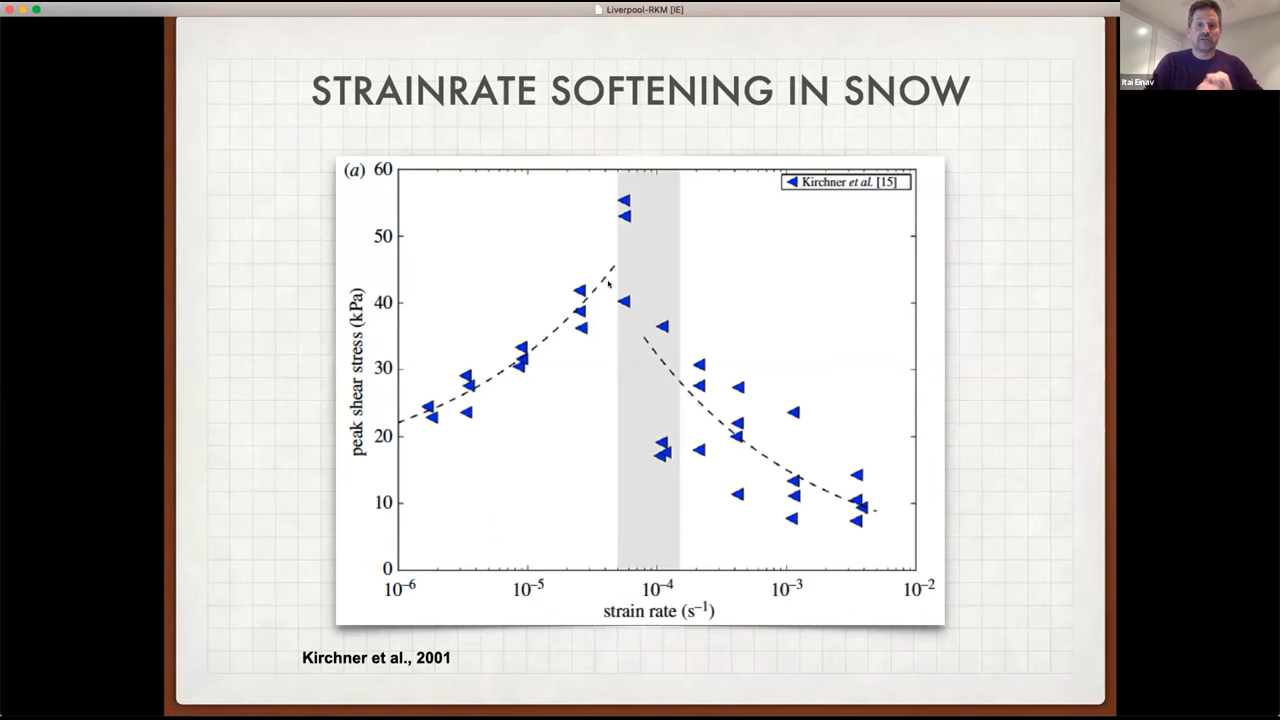 Liverpool-RKM [IE]
Itai Einav
STRAINRATE SOFTENING IN SNOW
(a)
60
50
40
30
20
10
0
peak shear stress (kPa)
Kirchner et al. [15]
10⁻⁶ 10⁻⁵ 10⁻⁴ 10⁻³ 10⁻²
strain rate (s⁻¹)
Kirchner et al., 2001